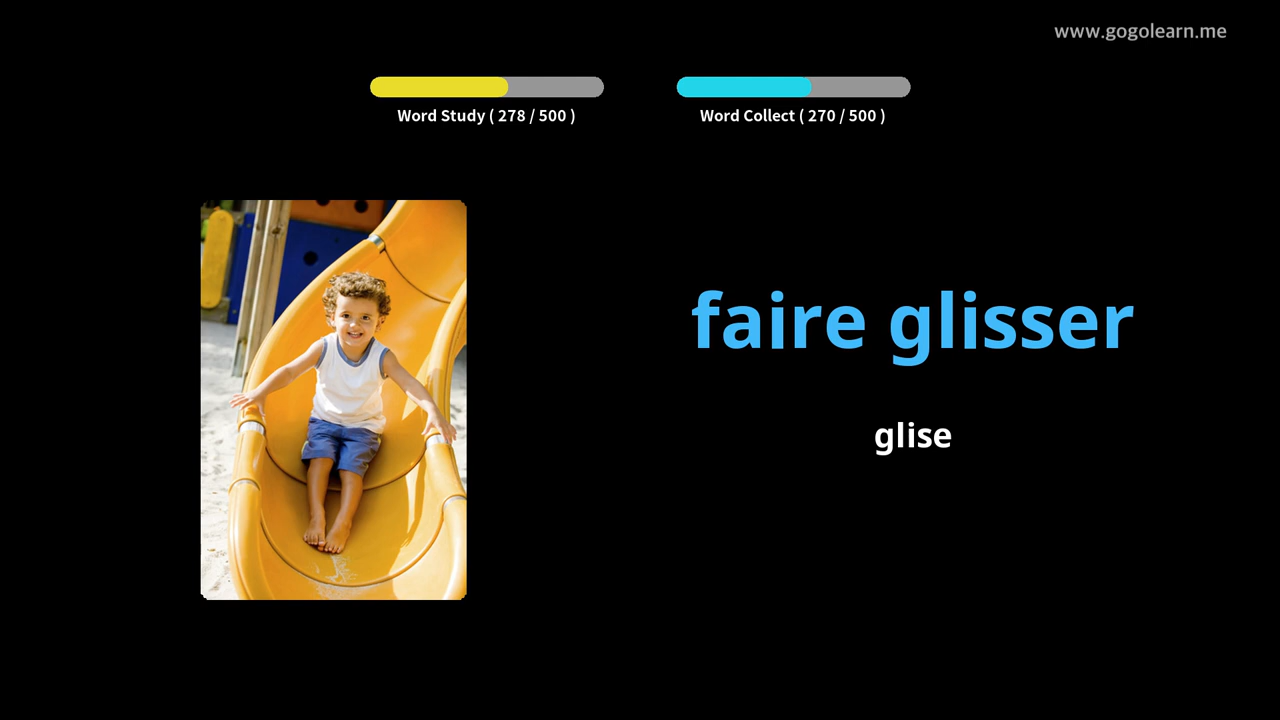 www.gogolearn.me
Word Study ( 278 / 500 )
Word Collect ( 270 / 500 )
faire glisser
glise